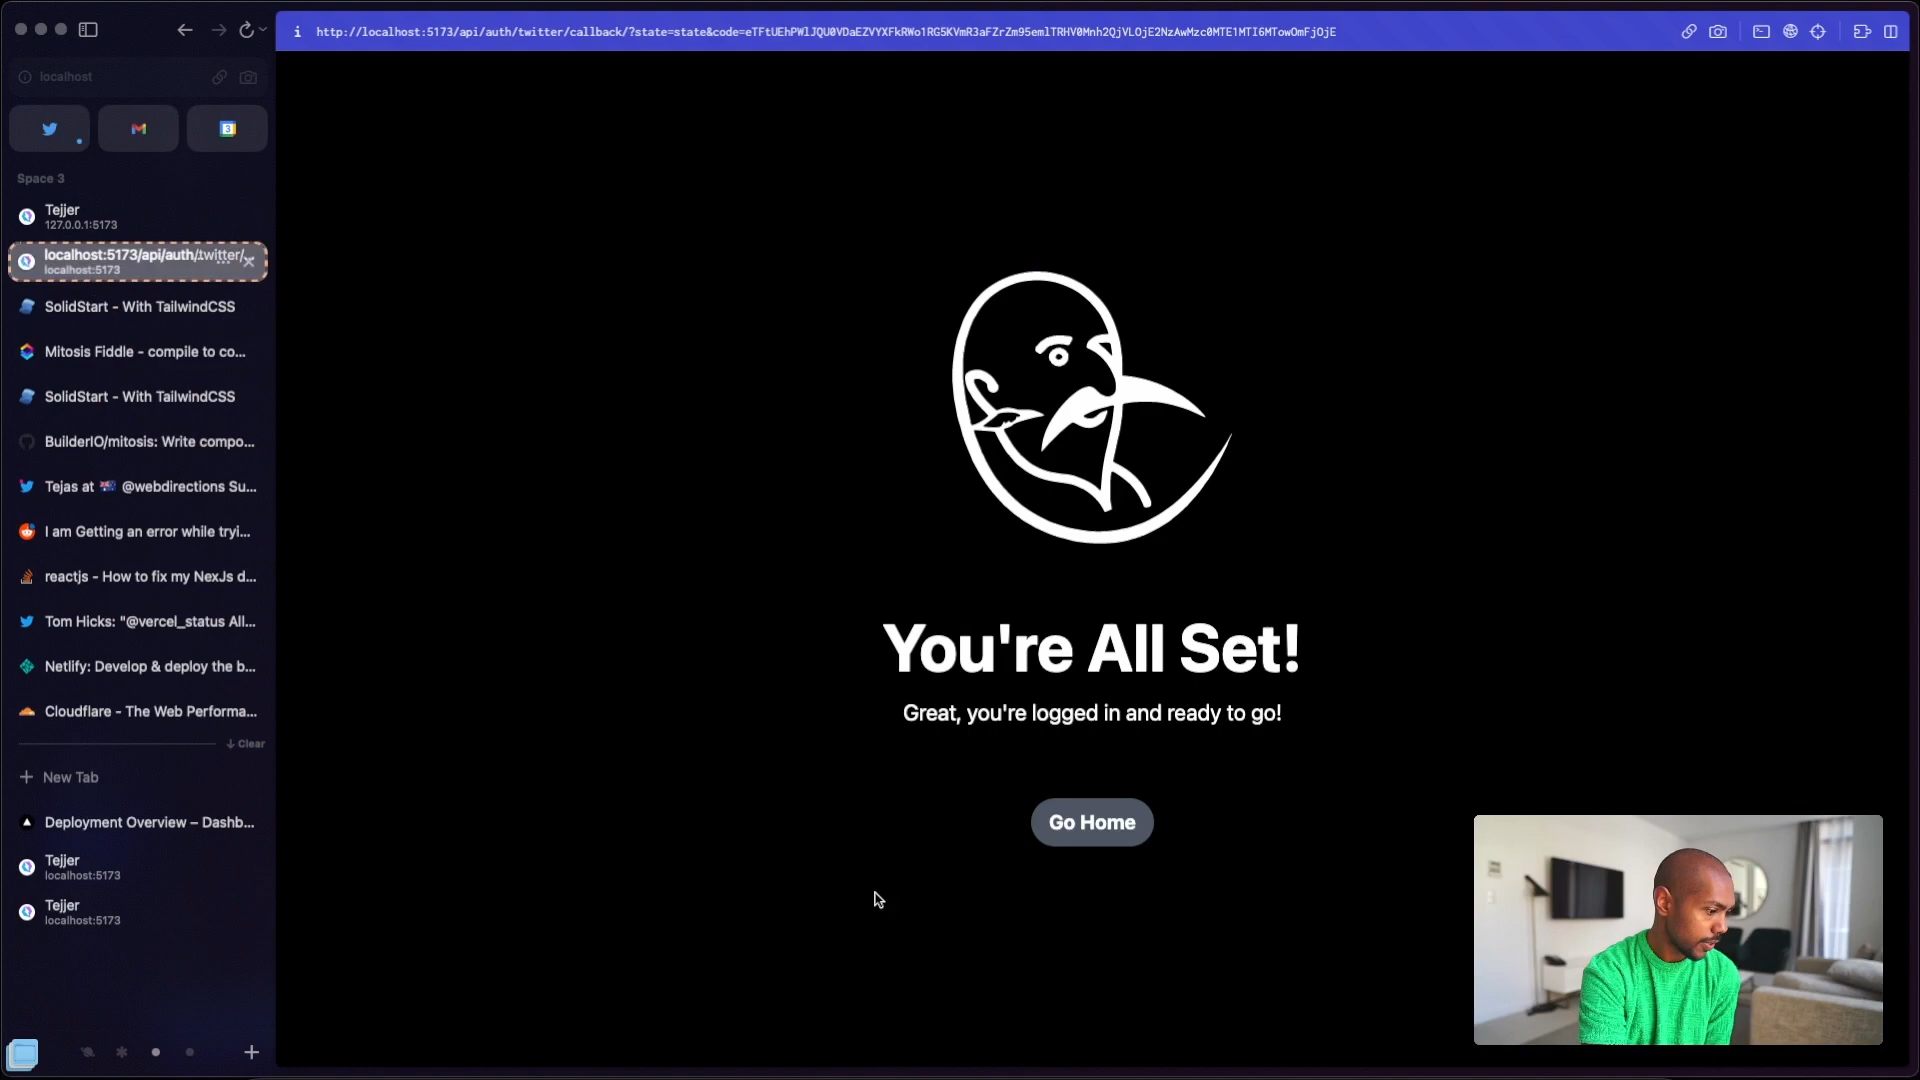 http://localhost:5173/api/auth/twitter/callback/?state=state&code=eTFtUEhPWlJQU0VDaEZVYXFkRWo1RG5KVmR3aFZrZm95emlTRHV0Mnh2QjVLOjE2NzAwMzc0MTE1MTI6MTowOmFjOjE
localhost
3
Space 3
Tejjer
127.0.0.1:5173
localhost:5173/api/auth/twitter/...
localhost:5173
SolidStart - With TailwindCSS
Mitosis Fiddle - compile to co...
SolidStart - With TailwindCSS
BuilderIO/mitosis: Write compo...
Tejas at 🇦🇺 @webdirections Su...
I am Getting an error while tryi...
reactjs - How to fix my NexJs d...
Tom Hicks: "@vercel_status All...
Netlify: Develop & deploy the b...
Cloudflare - The Web Performa...
↓ Clear
+ New Tab
Deployment Overview – Dashb...
Tejjer
localhost:5173
Tejjer
localhost:5173
You're All Set!
Great, you're logged in and ready to go!
Go Home